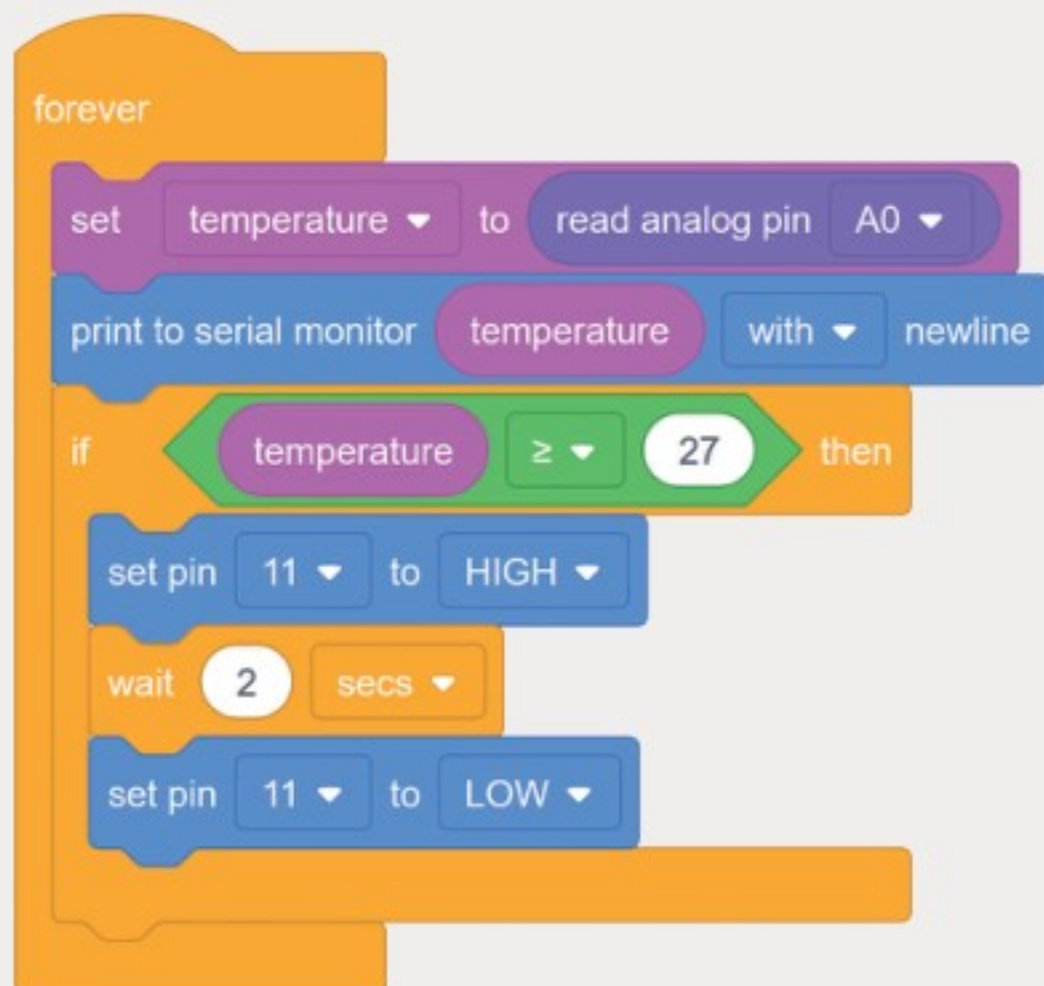 forever
set temperature to read analog pin A0
print to serial monitor temperature with newline
if temperature ≥ 27 then
set pin 11 to HIGH
wait 2 secs
set pin 11 to LOW